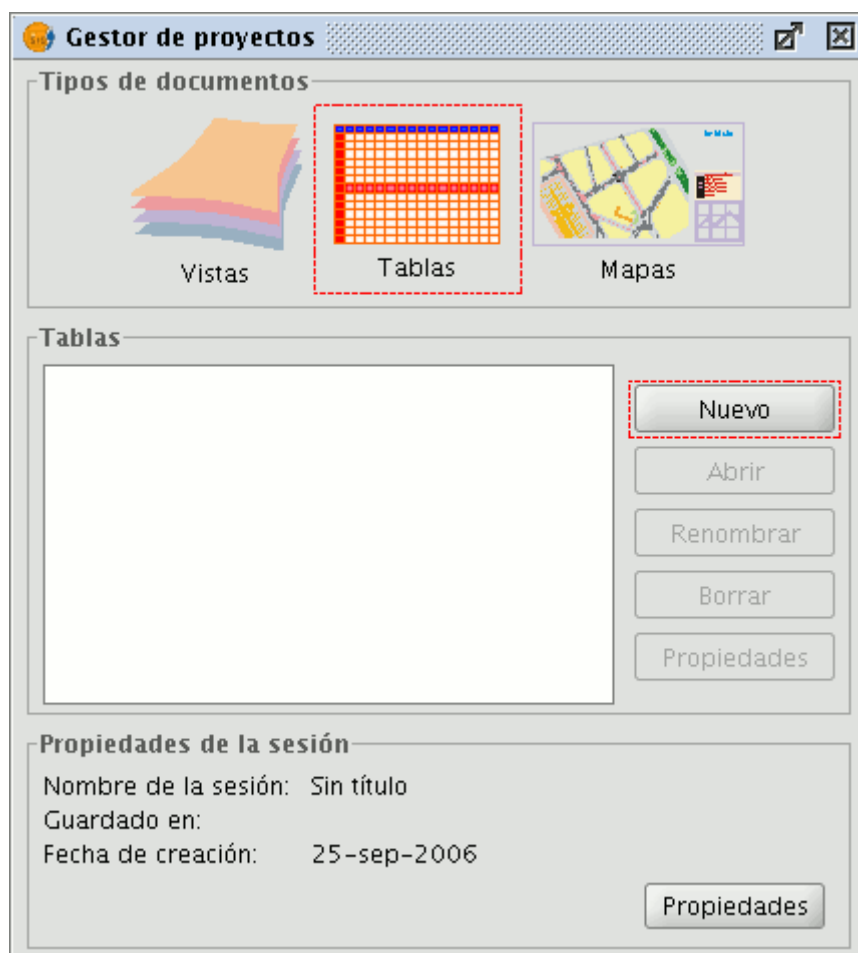 Gestor de proyectos
Tipos de documentos
Vistas
Tablas
Mapas
Tablas
Nuevo
Abrir
Renombrar
Borrar
Propiedades
Propiedades de la sesión
Nombre de la sesión: Sin título
Guardado en:
Fecha de creación: 25-sep-2006
Propiedades